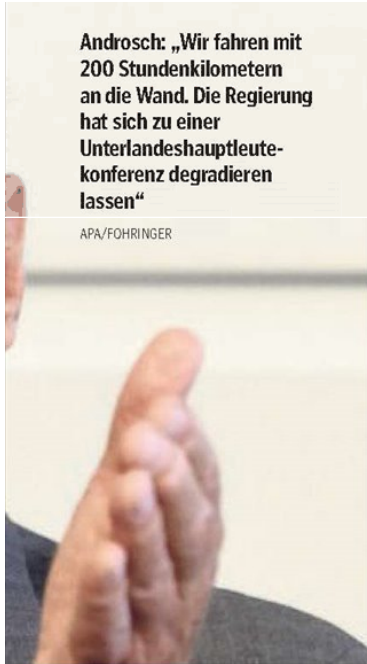 Androsch: „Wir fahren mit
200 Stundenkilometern
an die Wand. Die Regierung
hat sich zu einer
Unterlandeshauptleute-
konferenz degradieren
lassen“
APA/FOHRINGER